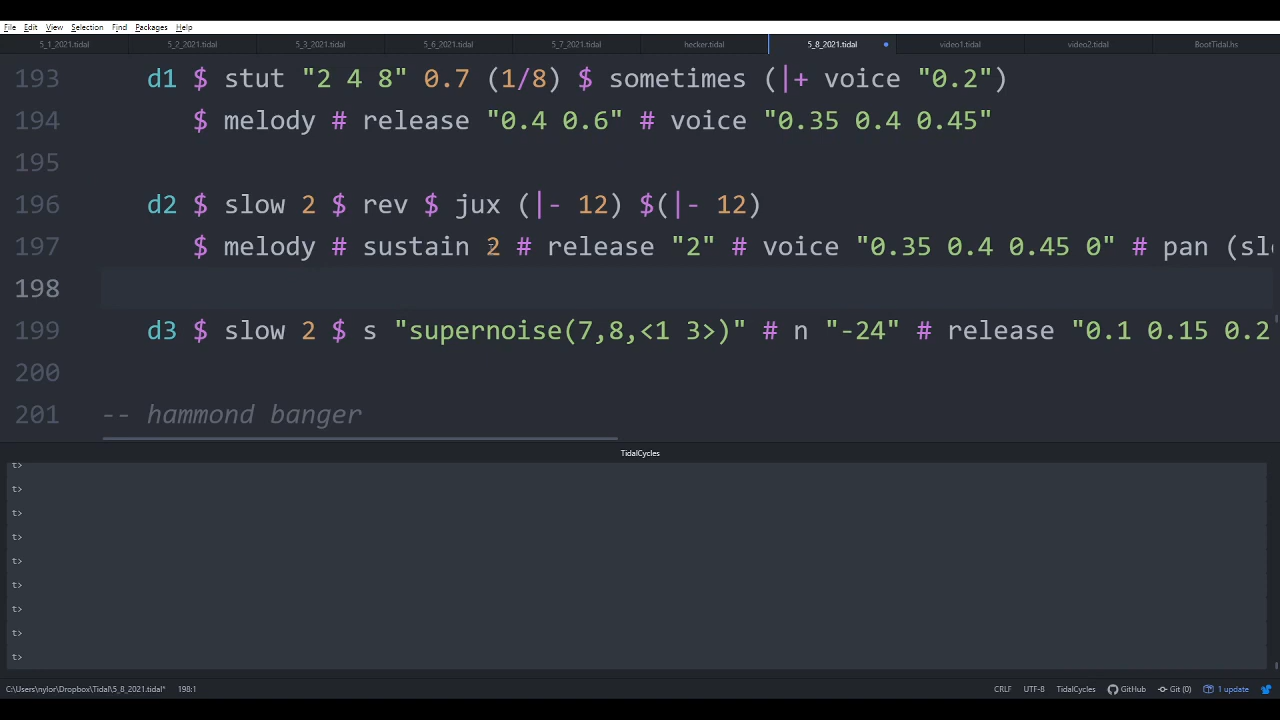 File Edit View Selection Find Packages Help
5_1_2021.tidal 5_2_2021.tidal 5_3_2021.tidal 5_6_2021.tidal 5_7_2021.tidal hecker.tidal 5_8_2021.tidal video1.tidal video2.tidal BootTidal.hs
193 d1 $ stut "2 4 8" 0.7 (1/8) $ sometimes (|+ voice "0.2")
194 $ melody # release "0.4 0.6" # voice "0.35 0.4 0.45"
195
196 d2 $ slow 2 $ rev $ jux (|- 12) $(|- 12)
197 $ melody # sustain 2 # release "2" # voice "0.35 0.4 0.45 0" # pan (slo
198
199 d3 $ slow 2 $ s "supernoise(7,8,<1 3>)" # n "-24" # release "0.1 0.15 0.2
200
201 -- hammond banger
TidalCycles
t>
t>
t>
t>
t>
t>
t>
t>
t>
C:\Users\nylor\Dropbox\Tidal\5_8_2021.tidal* 198:1 CRLF UTF-8 TidalCycles GitHub Git (0) 1 update